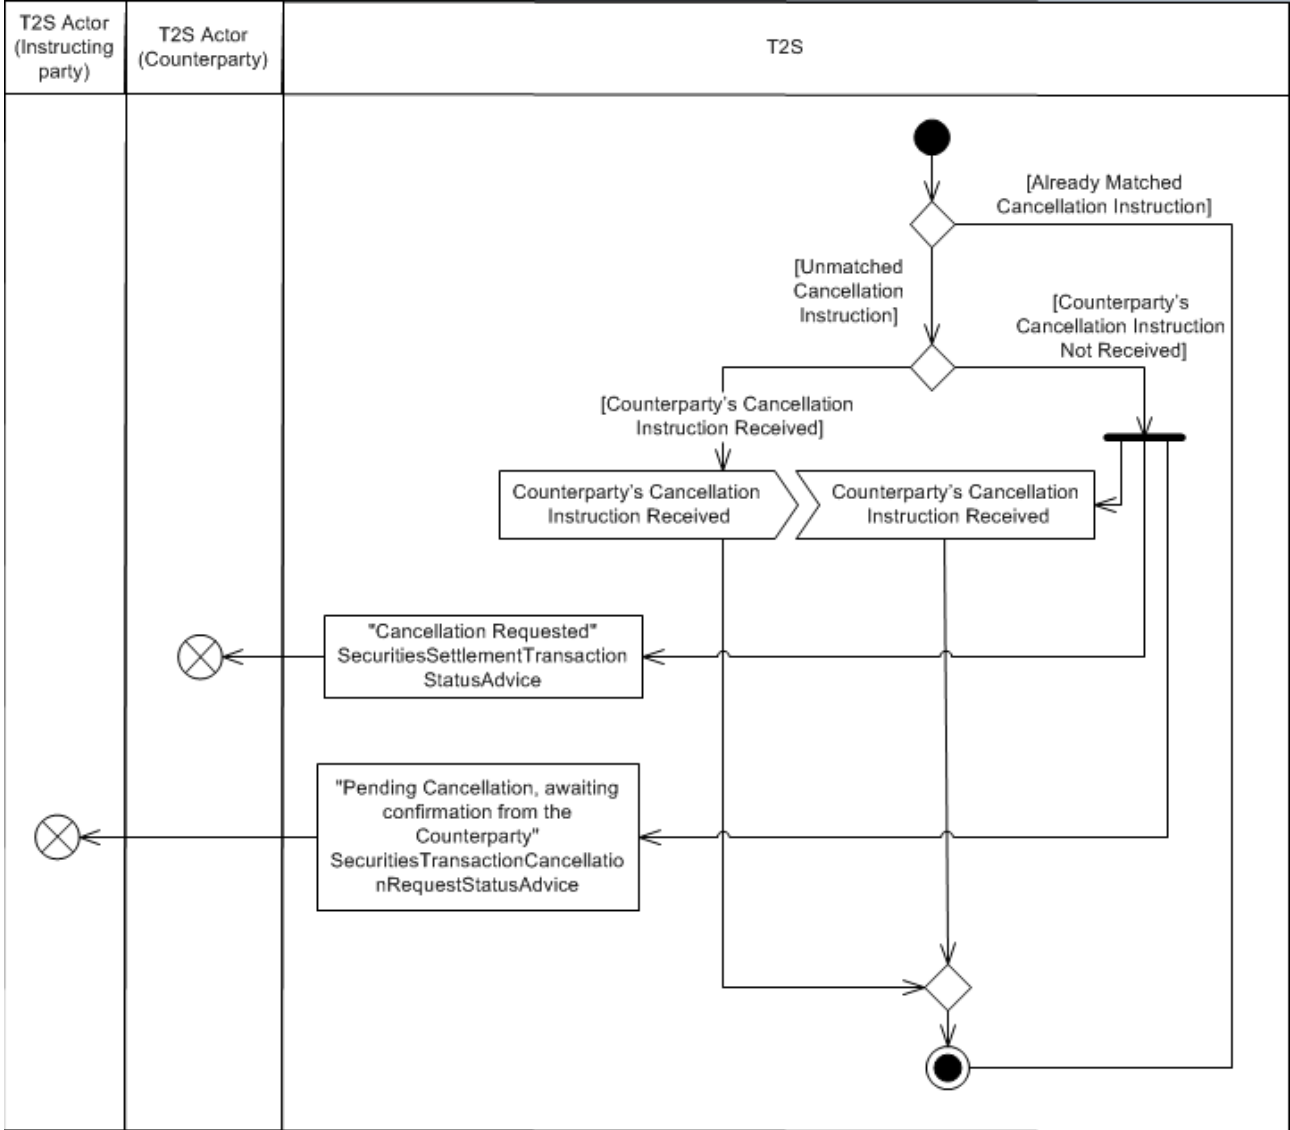 T2S Actor
(Instructing
party)
T2S Actor
(Counterparty)
T2S
[Already Matched
Cancellation Instruction]
[Unmatched
Cancellation
Instruction]
[Counterparty's
Cancellation Instruction
Not Received]
[Counterparty's Cancellation
Instruction Received]
Counterparty's Cancellation
Instruction Received
Counterparty's Cancellation
Instruction Received
"Cancellation Requested"
SecuritiesSettlementTransaction
StatusAdvice
"Pending Cancellation, awaiting
confirmation from the
Counterparty"
SecuritiesTransactionCancellatio
nRequestStatusAdvice